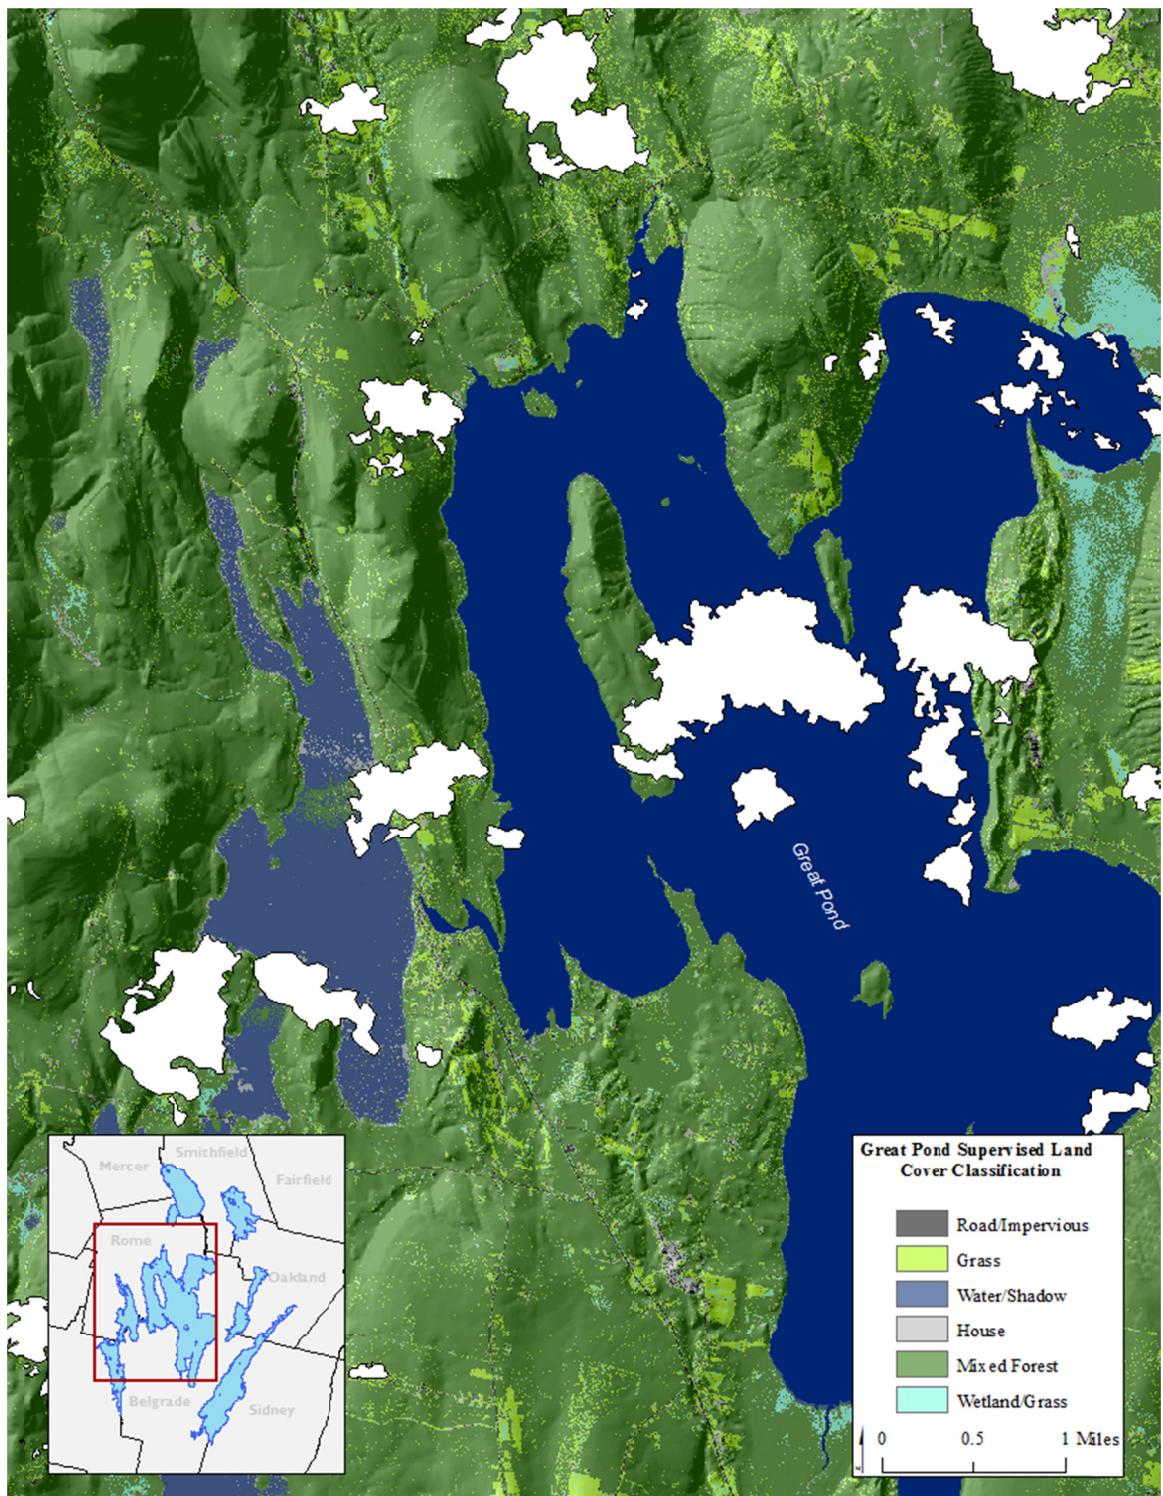 Great Pond
Smithfield
Mercer
Fairfield
Rome
Oakland
Belgrade
Sidney
Great Pond Supervised Land
Cover Classification
Road/Impervious
Grass
Water/Shadow
House
Mixed Forest
Wetland/Grass
0 0.5 1 Miles